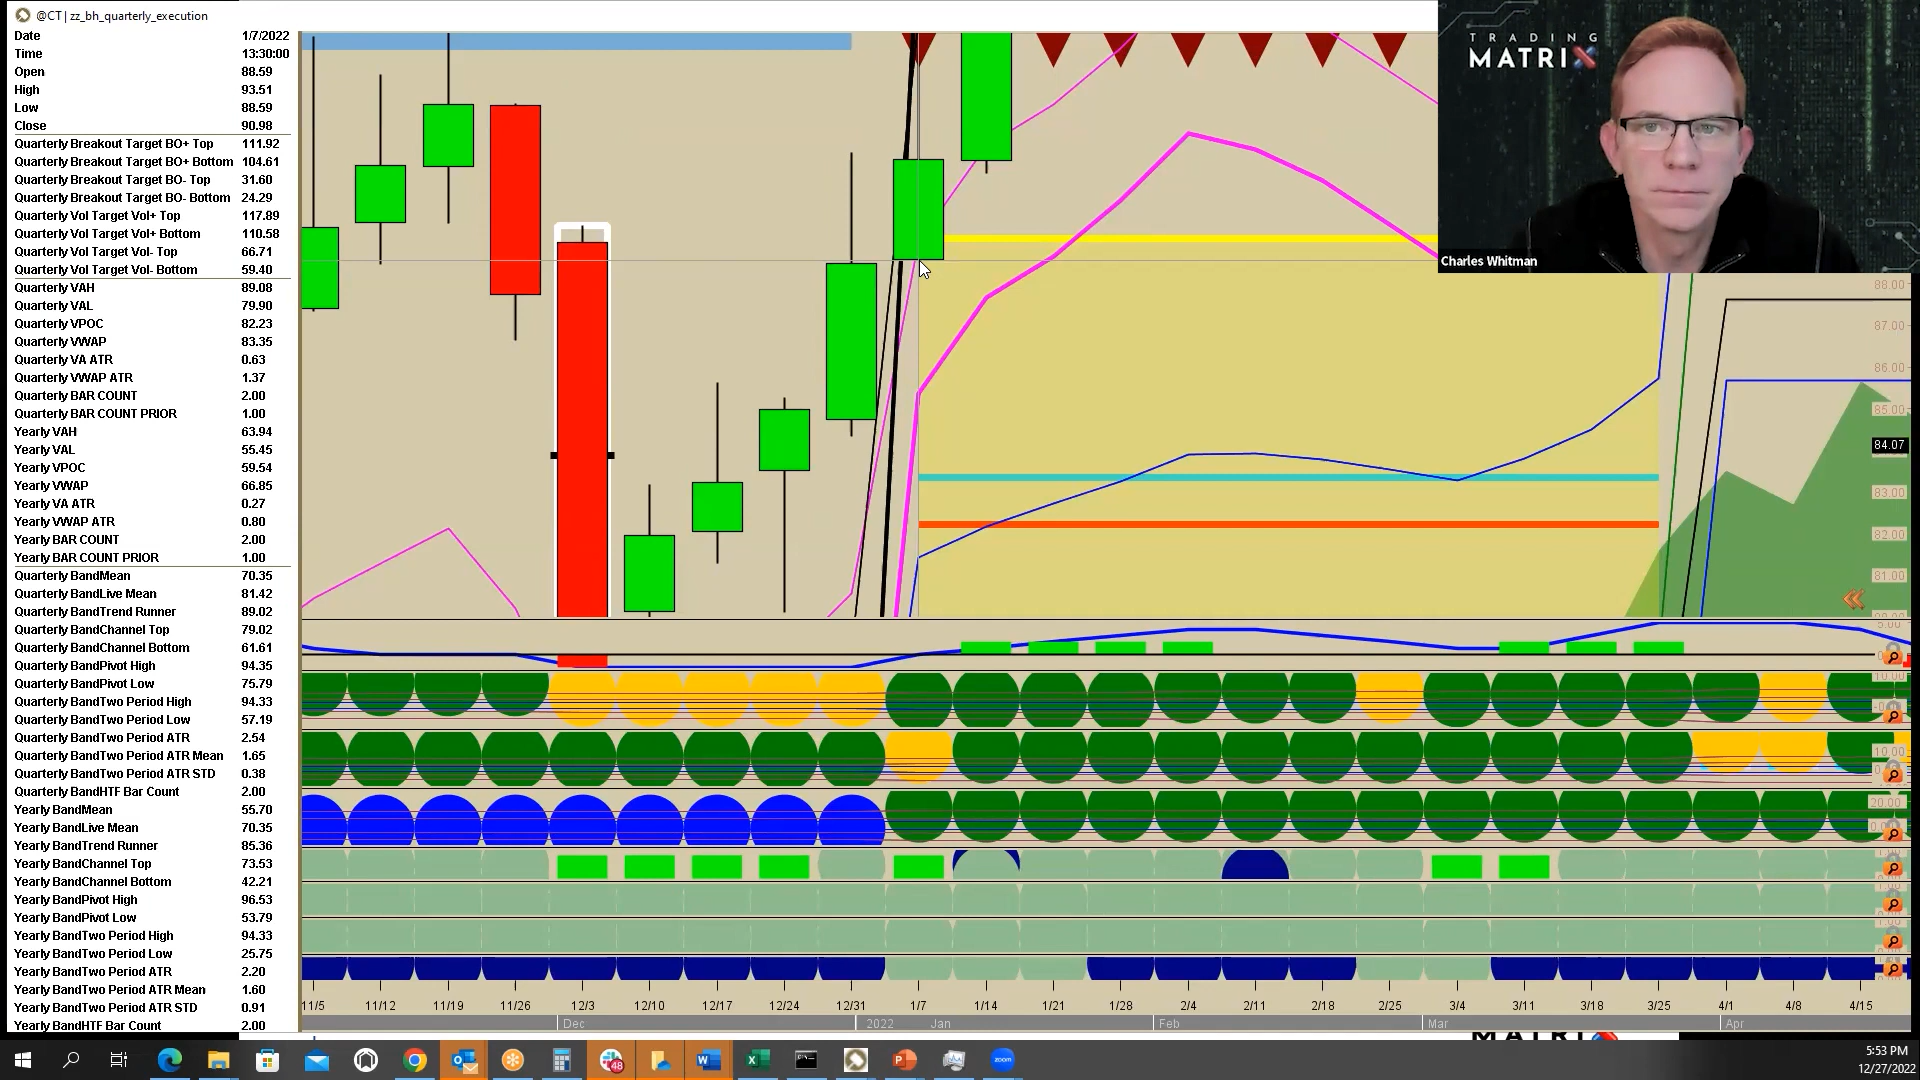 @CT | zz_bh_quarterly_execution
Date 1/7/2022
Time 13:30:00
Open 88.59
High 93.51
Low 88.59
Close 90.98
Quarterly Breakout Target BO+ Top 111.92
Quarterly Breakout Target BO+ Bottom 104.61
Quarterly Breakout Target BO- Top 31.60
Quarterly Breakout Target BO- Bottom 24.29
Quarterly Vol Target Vol+ Top 117.89
Quarterly Vol Target Vol+ Bottom 110.58
Quarterly Vol Target Vol- Top 66.71
Quarterly Vol Target Vol- Bottom 59.40
Quarterly VAH 89.08
Quarterly VAL 79.90
Quarterly VPOC 82.23
Quarterly VWAP 83.35
Quarterly VA ATR 0.63
Quarterly VWAP ATR 1.37
Quarterly BAR COUNT 2.00
Quarterly BAR COUNT PRIOR 1.00
Yearly VAH 63.94
Yearly VAL 55.45
Yearly VPOC 59.54
Yearly VWAP 66.85
Yearly VA ATR 0.27
Yearly VWAP ATR 0.80
Yearly BAR COUNT 2.00
Yearly BAR COUNT PRIOR 1.00
Quarterly BandMean 70.35
Quarterly BandLive Mean 81.42
Quarterly BandTrend Runner 89.02
Quarterly BandChannel Top 79.02
Quarterly BandChannel Bottom 61.61
Quarterly BandPivot High 94.35
Quarterly BandPivot Low 75.79
Quarterly BandTwo Period High 94.33
Quarterly BandTwo Period Low 57.19
Quarterly BandTwo Period ATR 2.54
Quarterly BandTwo Period ATR Mean 1.65
Quarterly BandTwo Period ATR STD 0.38
Quarterly BandHTF Bar Count 2.00
Yearly BandMean 55.70
Yearly BandLive Mean 70.35
Yearly BandTrend Runner 85.36
Yearly BandChannel Top 73.53
Yearly BandChannel Bottom 42.21
Yearly BandPivot High 96.53
Yearly BandPivot Low 53.79
Yearly BandTwo Period High 94.33
Yearly BandTwo Period Low 25.75
Yearly BandTwo Period ATR 2.20
Yearly BandTwo Period ATR Mean 1.60
Yearly BandTwo Period ATR STD 0.91
Yearly BandHTF Bar Count 2.00
TRADING
MATRIX
Charles Whitman
88.00
87.00
86.00
85.00
84.07
83.00
82.00
81.00
5.00
10.00
20.00
11/5 11/12 11/19 11/26 12/3 12/10 12/17 12/24 12/31 1/7 1/14 1/21 1/28 2/4 2/11 2/18 2/25 3/4 3/11 3/18 3/25 4/1 4/8 4/15
Dec 2022 Jan Feb Mar Apr
MATRIX
48
zoom
5:53 PM
12/27/2022